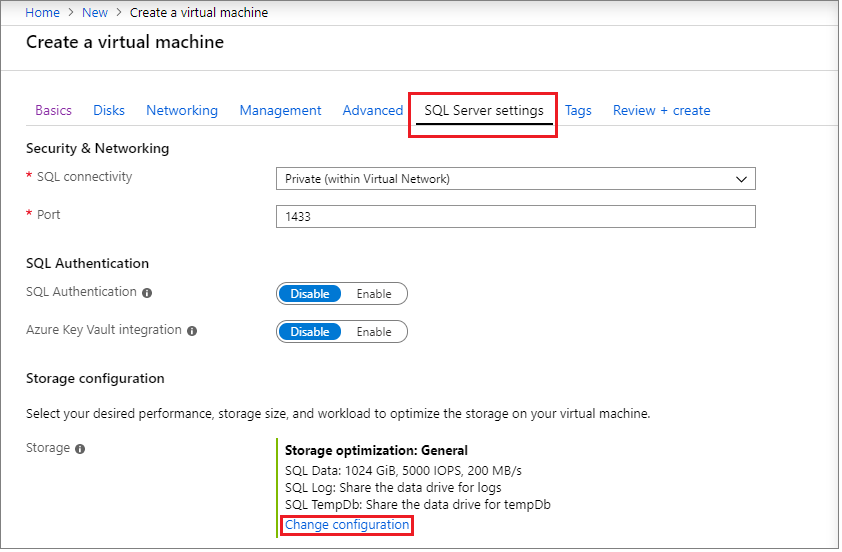 Home > New > Create a virtual machine
Create a virtual machine
Basics Disks Networking Management Advanced SQL Server settings Tags Review + create
Security & Networking
* SQL connectivity Private (within Virtual Network)
* Port 1433
SQL Authentication
SQL Authentication Disable Enable
Azure Key Vault integration Disable Enable
Storage configuration
Select your desired performance, storage size, and workload to optimize the storage on your virtual machine.
Storage Storage optimization: General
SQL Data: 1024 GiB, 5000 IOPS, 200 MB/s
SQL Log: Share the data drive for logs
SQL TempDb: Share the data drive for tempDb
Change configuration